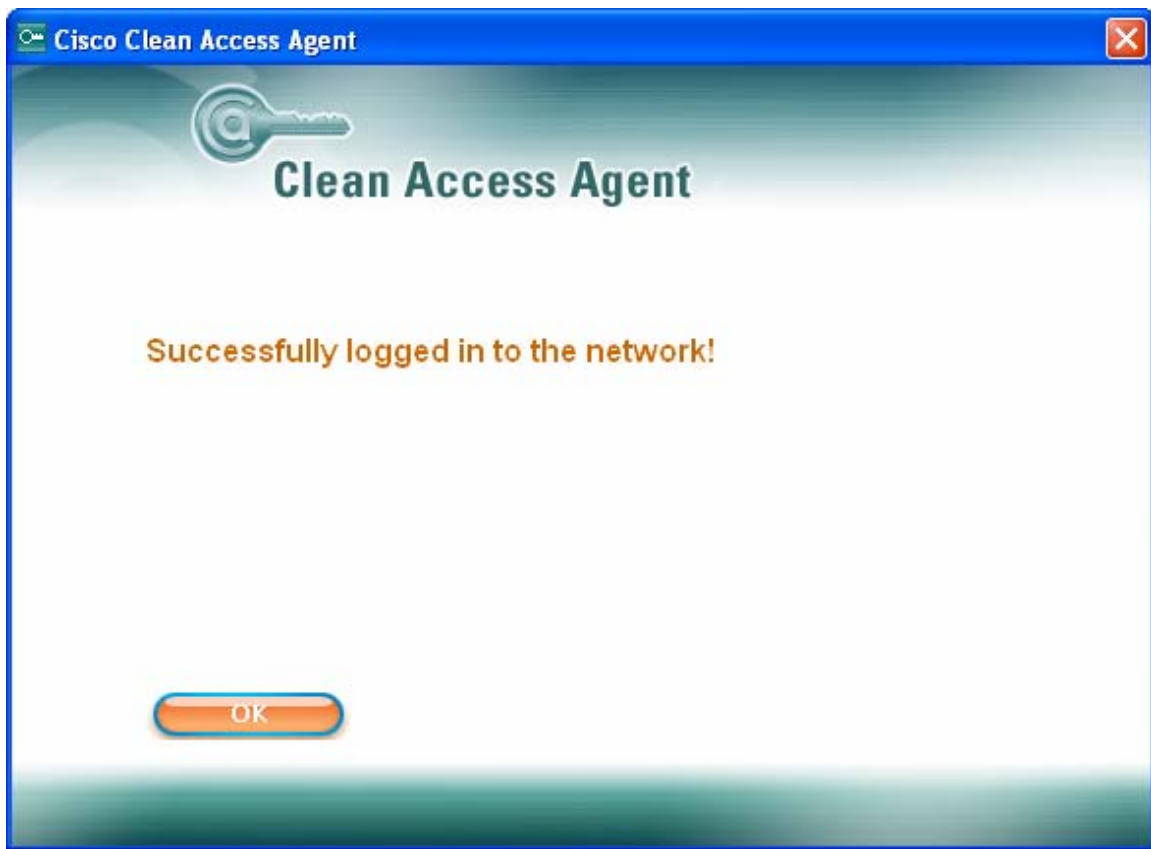 Cisco Clean Access Agent
Clean Access Agent
Successfully logged in to the network!
OK